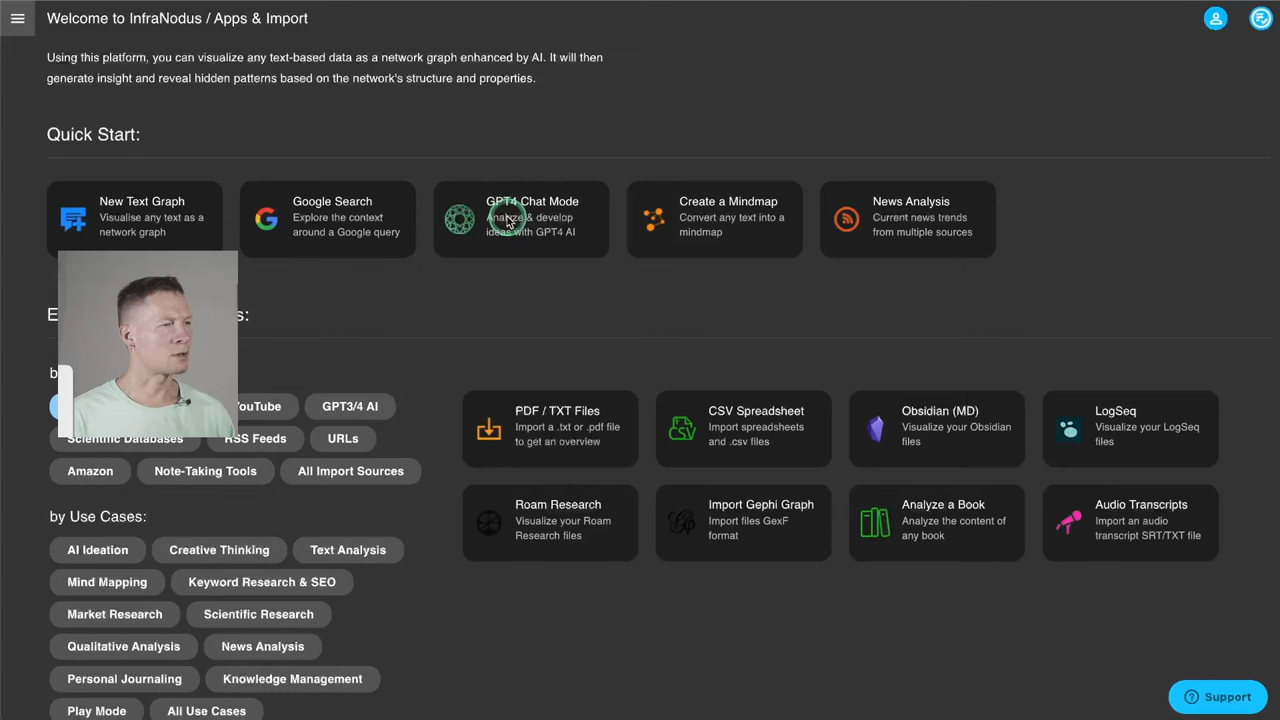 Welcome to InfraNodus / Apps & Import
Using this platform, you can visualize any text-based data as a network graph enhanced by AI. It will then
generate insight and reveal hidden patterns based on the network's structure and properties.
Quick Start:
New Text Graph
Visualise any text as a
network graph
Google Search
Explore the context
around a Google query
GPT4 Chat Mode
Analyze & develop
ideas with GPT4 AI
Create a Mindmap
Convert any text into a
mindmap
News Analysis
Current news trends
from multiple sources
YouTube
GPT3/4 AI
Scientific Databases
RSS Feeds
URLs
Amazon
Note-Taking Tools
All Import Sources
by Use Cases:
AI Ideation
Creative Thinking
Text Analysis
Mind Mapping
Keyword Research & SEO
Market Research
Scientific Research
Qualitative Analysis
News Analysis
Personal Journaling
Knowledge Management
Play Mode
All Use Cases
PDF / TXT Files
Import a .txt or .pdf file
to get an overview
CSV Spreadsheet
Import spreadsheets
and .csv files
Obsidian (MD)
Visualize your Obsidian
files
LogSeq
Visualize your LogSeq
files
Roam Research
Visualize your Roam
Research files
Import Gephi Graph
Import files GexF
format
Analyze a Book
Analyze the content of
any book
Audio Transcripts
Import an audio
transcript SRT/TXT file
Support